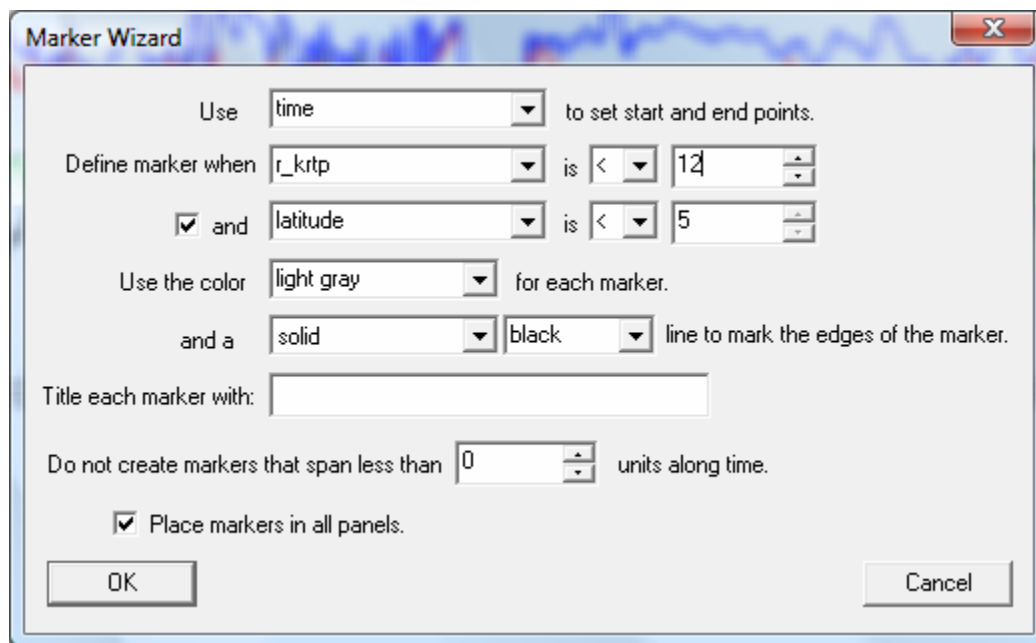 Marker Wizard
Use time to set start and end points.
Define marker when r_krtp is < 12
and latitude is < 5
Use the color light gray for each marker.
and a solid black line to mark the edges of the marker.
Title each marker with:
Do not create markers that span less than 0 units along time.
Place markers in all panels.
OK Cancel